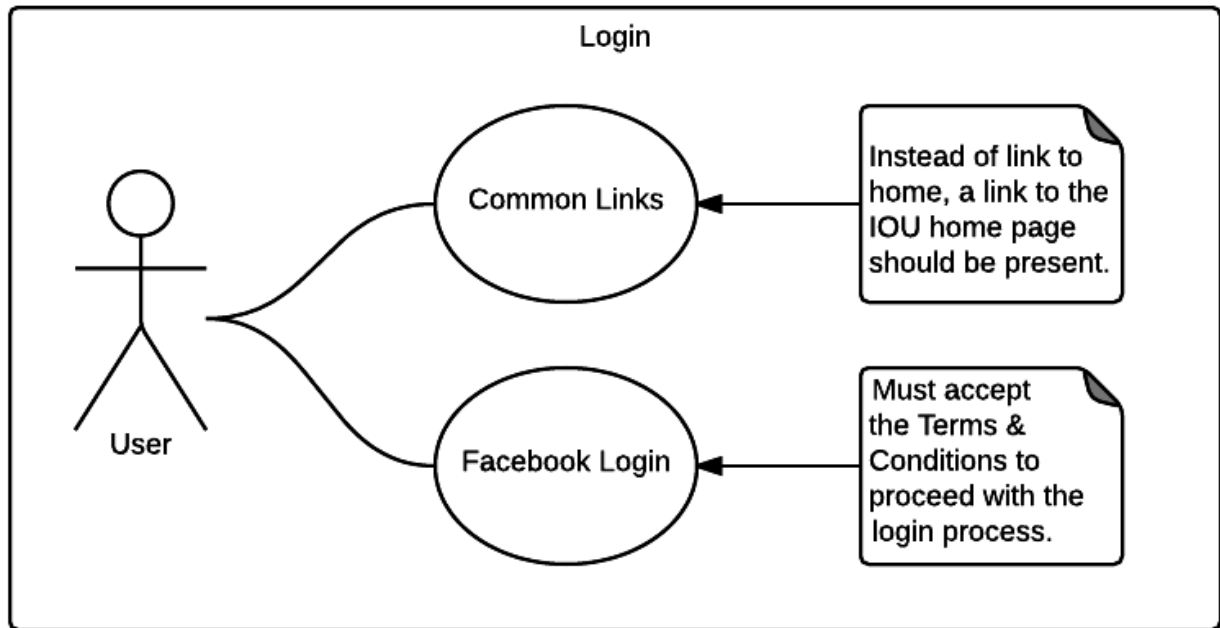 Login
Common Links
Instead of link to
home, a link to the
IOU home page
should be present.
User
Facebook Login
Must accept
the Terms &
Conditions to
proceed with the
login process.